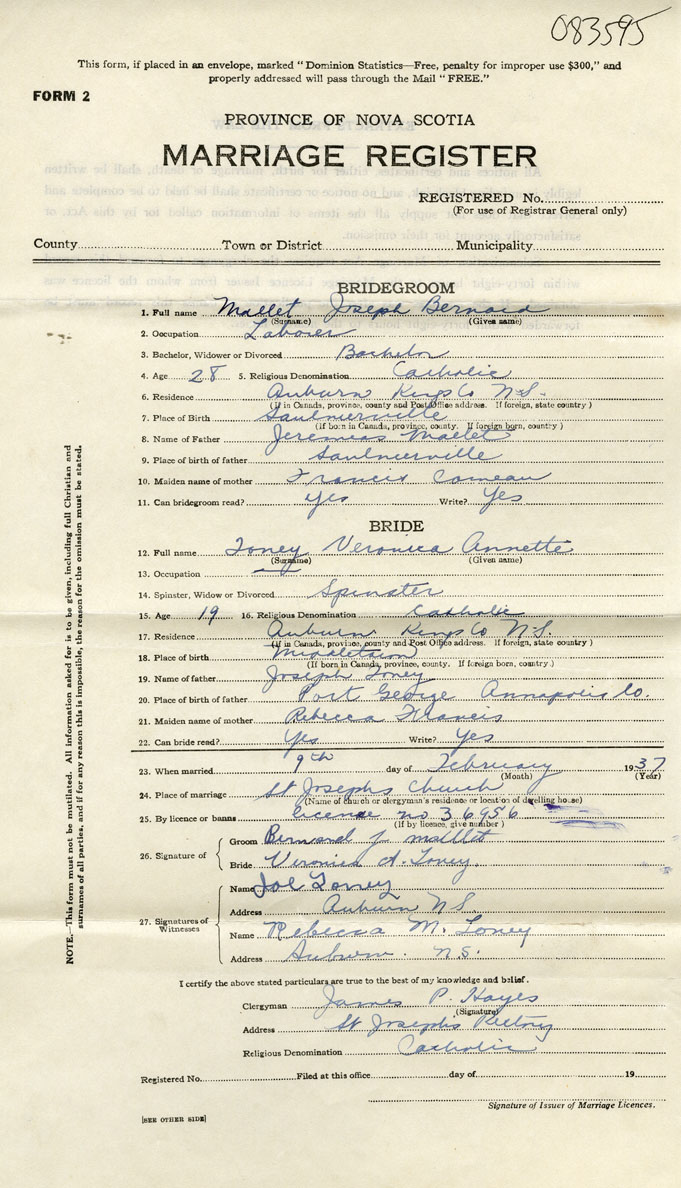 083595
This form, if placed in an envelope, marked "Dominion Statistics—Free, penalty for improper use $300," and
properly addressed will pass through the Mail "FREE."
FORM 2
PROVINCE OF NOVA SCOTIA
MARRIAGE REGISTER
REGISTERED No.
(For use of Registrar General only)
County Town or District Municipality
BRIDEGROOM
1. Full name Mallet Joseph Bernard
(Surname) (Given name)
2. Occupation Laborer
3. Bachelor, Widower or Divorced Bachelor
4. Age 28 5. Religious Denomination Catholic
6. Residence Auburn Kings Co N.S.
(If in Canada, province, county and Post Office address. If foreign, state country)
7. Place of Birth Saulnierville
(If born in Canada, province, county. If foreign born, country)
8. Name of Father Jeremias Mallet
9. Place of birth of father Saulnierville
10. Maiden name of mother Francis Comeau
11. Can bridegroom read? Yes Write? Yes
BRIDE
12. Full name Toney Veronica Annette
(Surname) (Given name)
13. Occupation —
14. Spinster, Widow or Divorced Spinster
15. Age 19 16. Religious Denomination Catholic
17. Residence Auburn Kings Co N.S.
(If in Canada, province, county and Post Office address. If foreign, state country)
18. Place of birth Middleton
(If born in Canada, province, county. If foreign born, country.)
19. Name of father Joseph Toney
20. Place of birth of father Port George Annapolis Co.
21. Maiden name of mother Rebecca Francis
22. Can bride read? Yes Write? Yes
23. When married 9th day of February 1937
(Month) (Year)
24. Place of marriage St Josephs Church
(Name of church or clergyman's residence or location of dwelling house)
25. By licence or banns license no 36956
(If by licence, give number)
26. Signature of Groom Bernard J Malllet
Bride Veronica A. Toney.
27. Signatures of Witnesses Name Joe Toney
Address Auburn NS
Name Rebecca M. Toney
Address Auburn. N.S.
I certify the above stated particulars are true to the best of my knowledge and belief.
Clergyman James P. Hayes
(Signature)
Address St Josephs Rectory
Religious Denomination Catholic
Registered No. Filed at this office day of 19
Signature of Issuer of Marriage Licences.
[SEE OTHER SIDE]
NOTE.—This form must not be mutilated. All information asked for is to be given, including full Christian and
surnames of all parties, and if for any reason this is impossible, the reason for the omission must be stated.